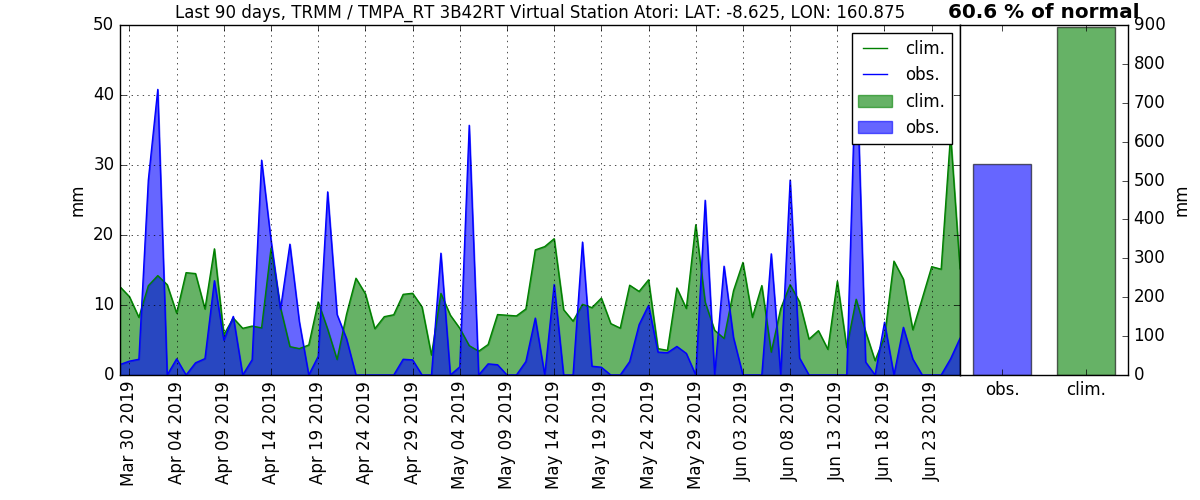 Last 90 days, TRMM / TMPA_RT 3B42RT Virtual Station Atori: LAT: -8.625, LON: 160.875
60.6 % of normal
50
40
30
20
10
0
mm
clim.
obs.
clim.
obs.
Mar 30 2019
Apr 04 2019
Apr 09 2019
Apr 14 2019
Apr 19 2019
Apr 24 2019
Apr 29 2019
May 04 2019
May 09 2019
May 14 2019
May 19 2019
May 24 2019
May 29 2019
Jun 03 2019
Jun 08 2019
Jun 13 2019
Jun 18 2019
Jun 23 2019
obs.
clim.
900
800
700
600
500
400
300
200
100
0
mm